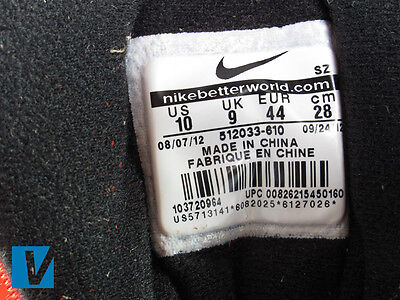 SZ
nikebetterworld.com
US UK EUR cm
10 9 44 28
08/07/12 512033-610 09/24/12
MADE IN CHINA
FABRIQUE EN CHINE
103720964 UPC 00826215450160
US5713141*6082025*6127026*
V